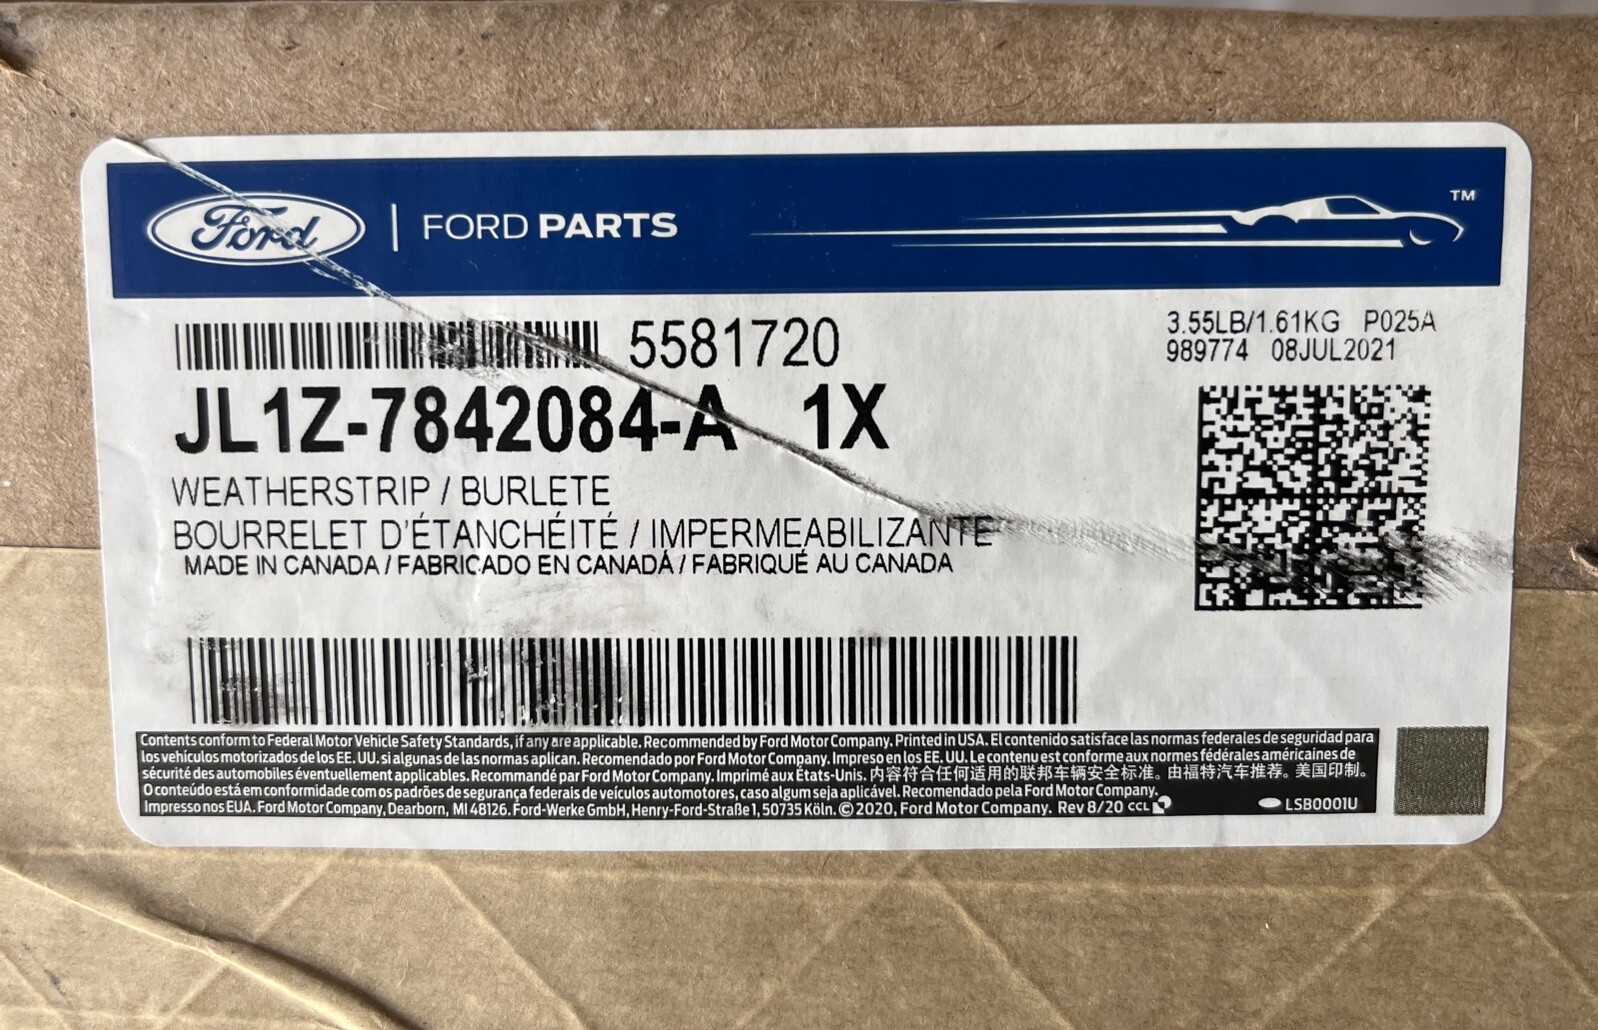 Ford | FORD PARTS
TM
5581720
3.55LB/1.61KG P025A
989774 08JUL2021
JL1Z-7842084-A 1X
WEATHERSTRIP / BURLETE
BOURRELET D'ÉTANCHÉITÉ / IMPERMEABILIZANTE
MADE IN CANADA / FABRICADO EN CANADÁ / FABRIQUÉ AU CANADA
Contents conform to Federal Motor Vehicle Safety Standards, if any are applicable. Recommended by Ford Motor Company. Printed in USA. El contenido satisface las normas federales de seguridad para
los vehículos motorizados de los EE. UU. si algunas de las normas aplican. Recomendado por Ford Motor Company. Impreso en los EE. UU. Le contenu est conforme aux normes fédérales américaines de
sécurité des automobiles éventuellement applicables. Recommandé par Ford Motor Company. Imprimé aux États-Unis. 内容符合任何适用的联邦车辆安全标准。由福特汽车推荐。美国印制。
O conteúdo está em conformidade com os padrões de segurança federais de veículos automotores, caso algum seja aplicável. Recomendado pela Ford Motor Company.
Impresso nos EUA. Ford Motor Company, Dearborn, MI 48126. Ford-Werke GmbH, Henry-Ford-Straße 1, 50735 Köln. © 2020, Ford Motor Company. Rev 8/20 CCL LSB0001U